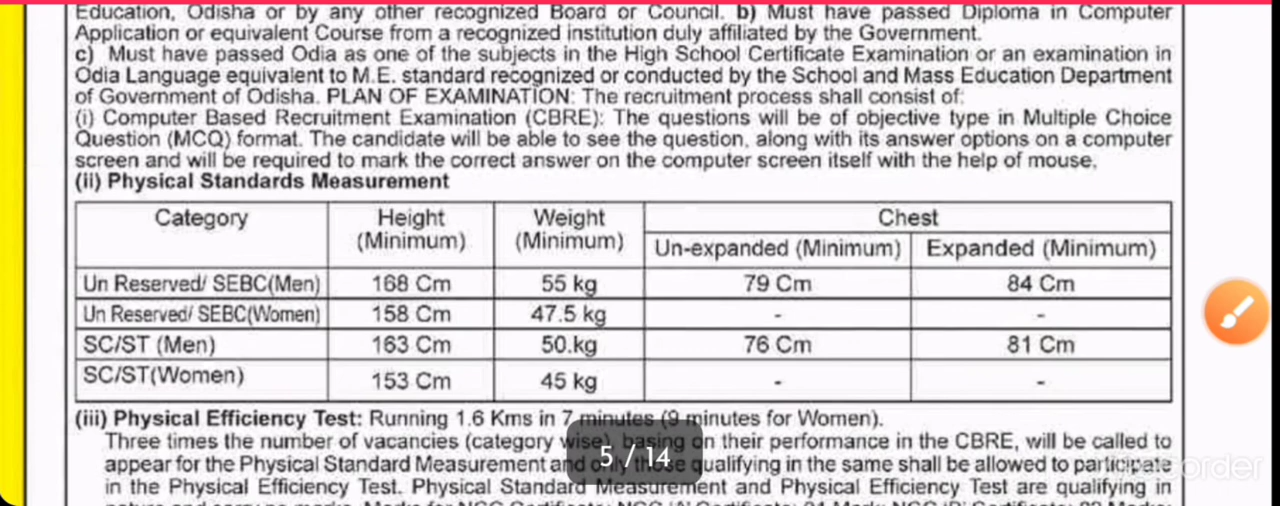 Education, Odisha or by any other recognized Board or Council. b) Must have passed Diploma in Computer
Application or equivalent Course from a recognized institution duly affiliated by the Government.
c) Must have passed Odia as one of the subjects in the High School Certificate Examination or an examination in
Odia Language equivalent to M.E. standard recognized or conducted by the School and Mass Education Department
of Government of Odisha. PLAN OF EXAMINATION: The recruitment process shall consist of:
(i) Computer Based Recruitment Examination (CBRE): The questions will be of objective type in Multiple Choice
Question (MCQ) format. The candidate will be able to see the question, along with its answer options on a computer
screen and will be required to mark the correct answer on the computer screen itself with the help of mouse,
(ii) Physical Standards Measurement
Category Height (Minimum) Weight (Minimum) Chest
Un-expanded (Minimum) Expanded (Minimum)
Un Reserved/ SEBC(Men) 168 Cm 55 kg 79 Cm 84 Cm
Un Reserved/ SEBC(Women) 158 Cm 47.5 kg - -
SC/ST (Men) 163 Cm 50.kg 76 Cm 81 Cm
SC/ST(Women) 153 Cm 45 kg - -
(iii) Physical Efficiency Test: Running 1.6 Kms in 7 minutes (9 minutes for Women).
Three times the number of vacancies (category wise), basing on their performance in the CBRE, will be called to
appear for the Physical Standard Measurement and only those qualifying in the same shall be allowed to participate
in the Physical Efficiency Test. Physical Standard Measurement and Physical Efficiency Test are qualifying in
5 / 14